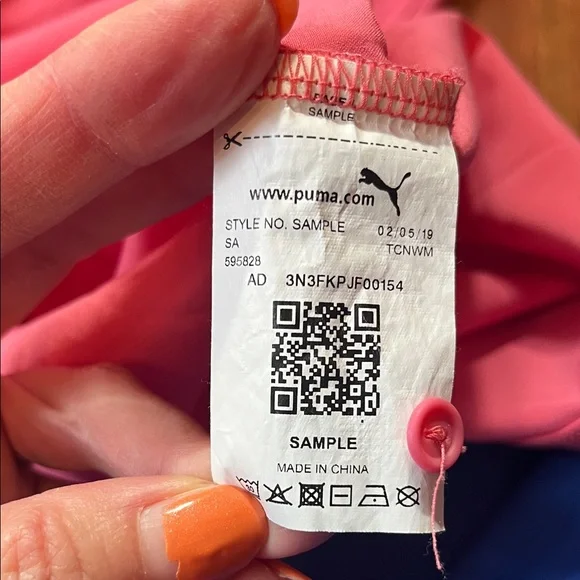 SAMPLE
www.puma.com
STYLE NO. SAMPLE 02/05/19
SA TCNWM
595828
AD 3N3FKPJF00154
SAMPLE
MADE IN CHINA